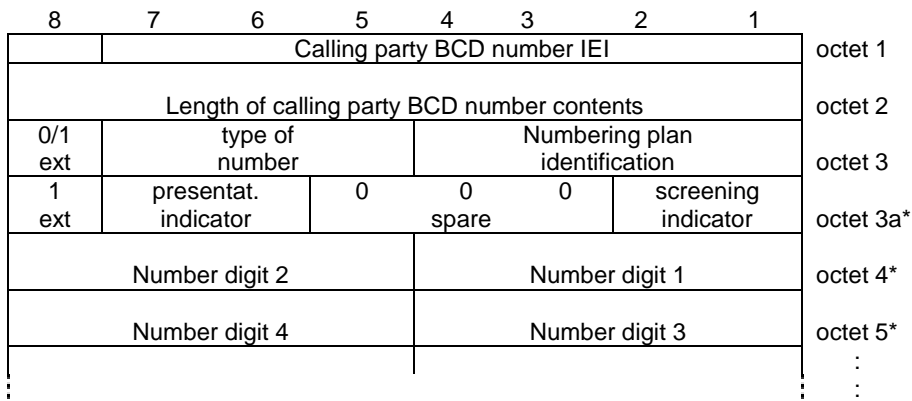 8 7 6 5 4 3 2 1
Calling party BCD number IEI octet 1
Length of calling party BCD number contents octet 2
0/1 type of Numbering plan
ext number identification octet 3
1 presentat. 0 0 0 screening
ext indicator spare indicator octet 3a*
Number digit 2 Number digit 1 octet 4*
Number digit 4 Number digit 3 octet 5*
:
: